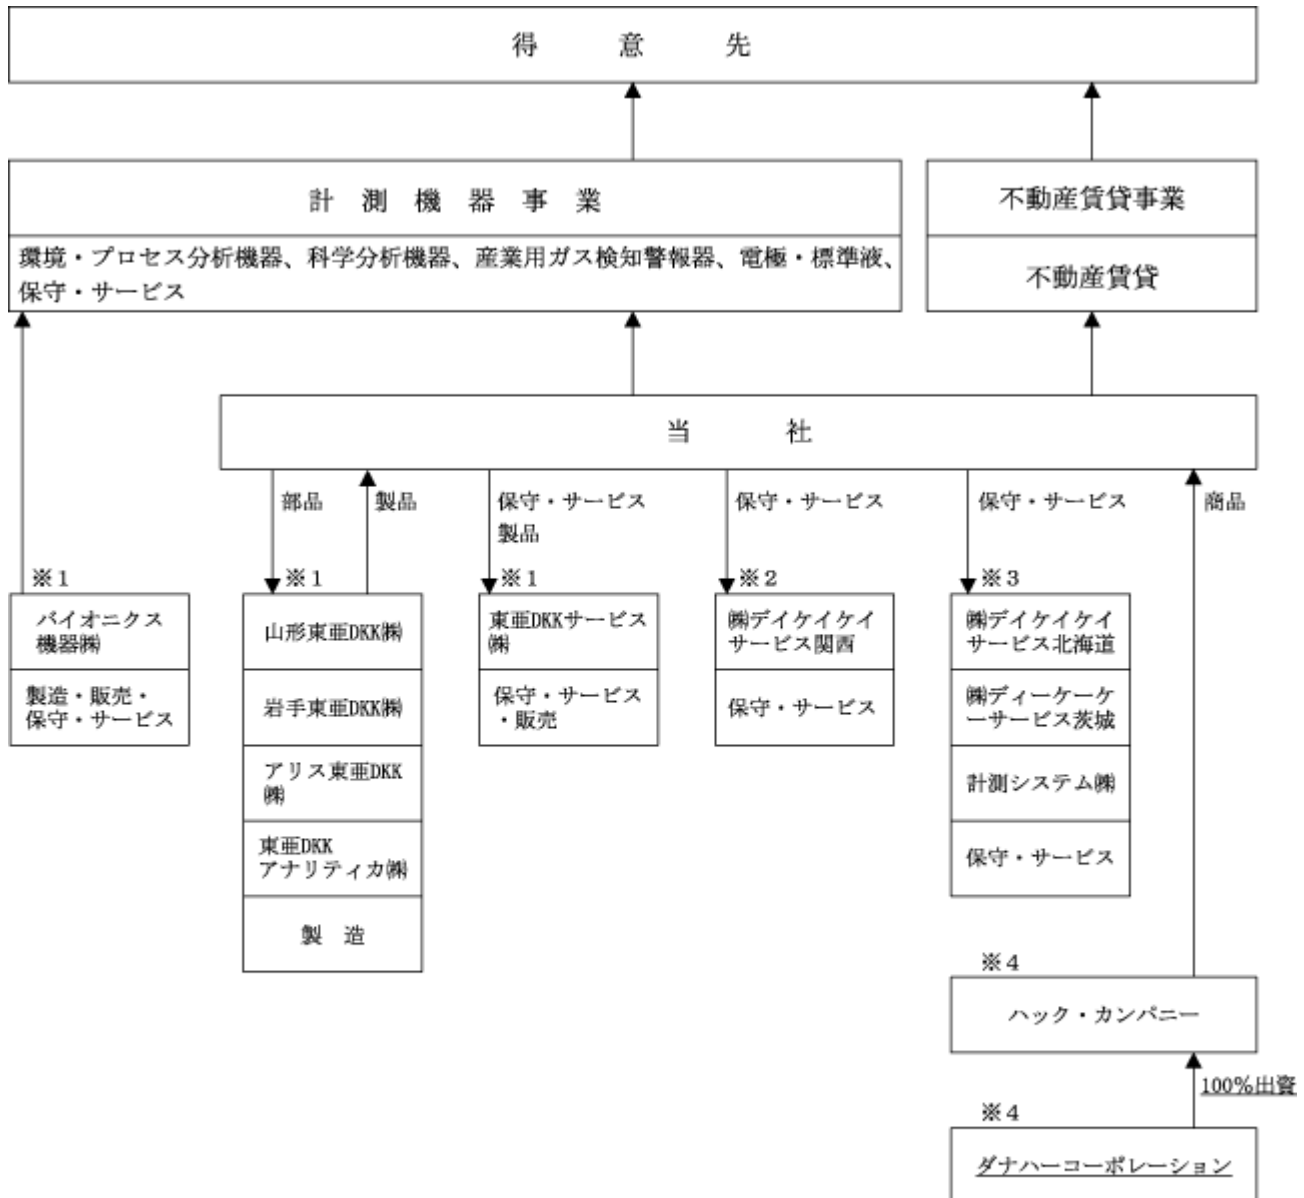 得意先
計測機器事業
環境・プロセス分析機器、科学分析機器、産業用ガス検知警報器、電極・標準液、
保守・サービス
不動産賃貸事業
不動産賃貸
当社
部品
製品
保守・サービス
製品
保守・サービス
保守・サービス
商品
※1
バイオニクス
機器㈱
製造・販売・
保守・サービス
※1
山形東亜DKK㈱
岩手東亜DKK㈱
アリス東亜DKK
㈱
東亜DKK
アナリティカ㈱
製造
※1
東亜DKKサービス
㈱
保守・サービス
・販売
※2
㈱デイケイケイ
サービス関西
保守・サービス
※3
㈱デイケイケイ
サービス北海道
㈱ディーケーケ
ーサービス茨城
計測システム㈱
保守・サービス
※4
ハック・カンパニー
100%出資
※4
ダナハーコーポレーション